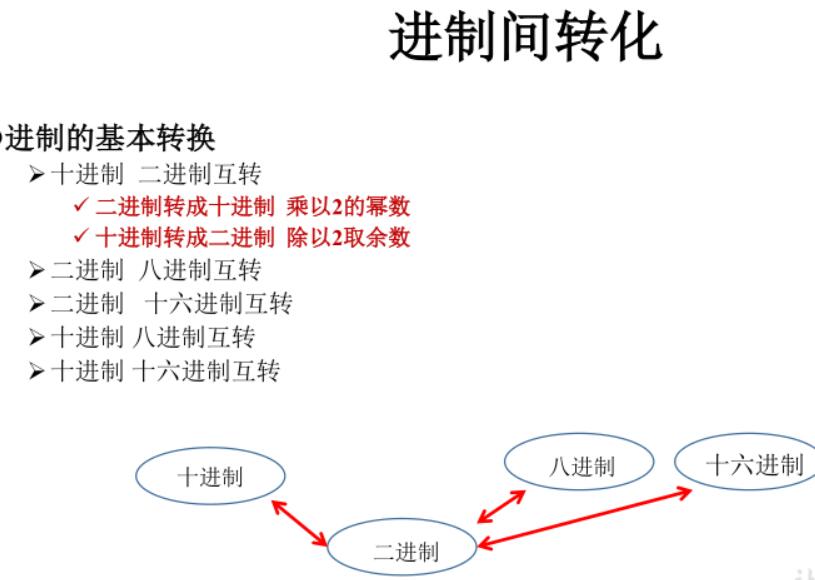 进制间转化
进制的基本转换
十进制 二进制互转
二进制转成十进制 乘以2的幂数
十进制转成二进制 除以2取余数
二进制 八进制互转
二进制 十六进制互转
十进制 八进制互转
十进制 十六进制互转
十进制
八进制
十六进制
二进制